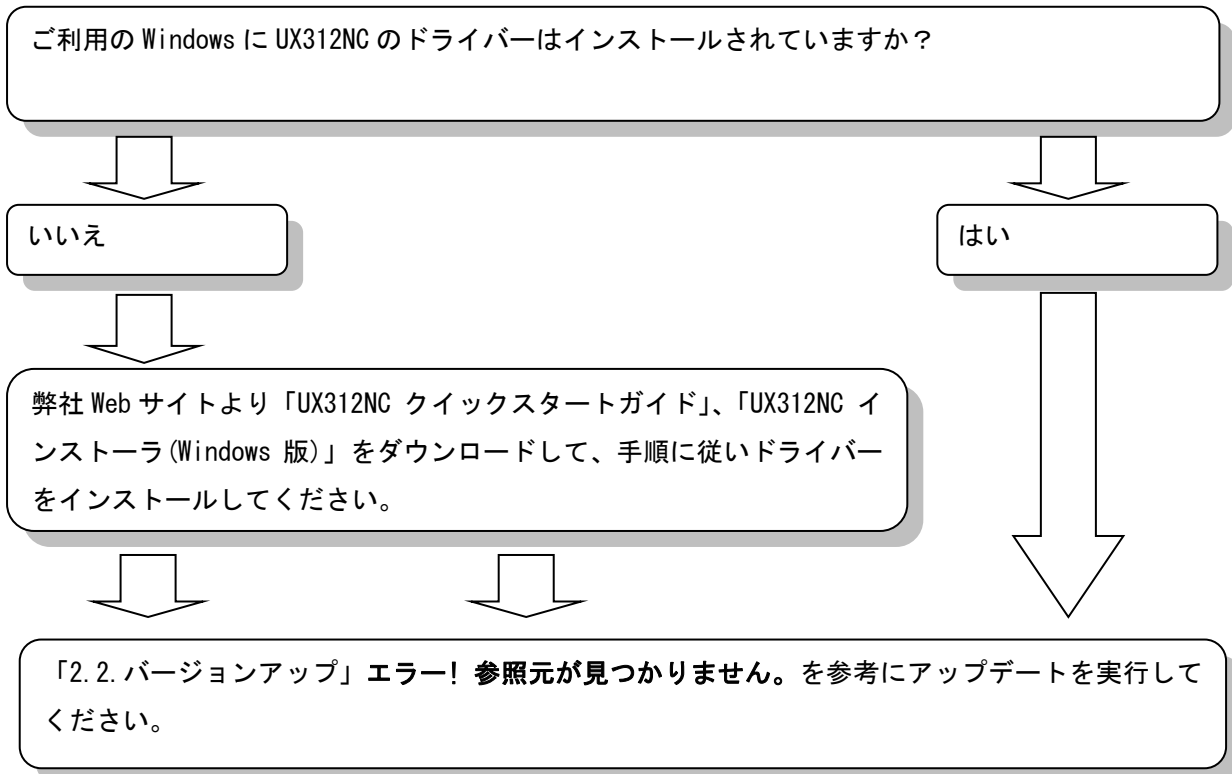 ご利用の Windows に UX312NC のドライバーはインストールされていますか？
いいえ
はい
弊社 Web サイトより「UX312NC クイックスタートガイド」、「UX312NC イ
ンストーラ(Windows 版)」をダウンロードして、手順に従いドライバー
をインストールしてください。
「2.2.バージョンアップ」エラー! 参照元が見つかりません。を参考にアップデートを実行して
ください。